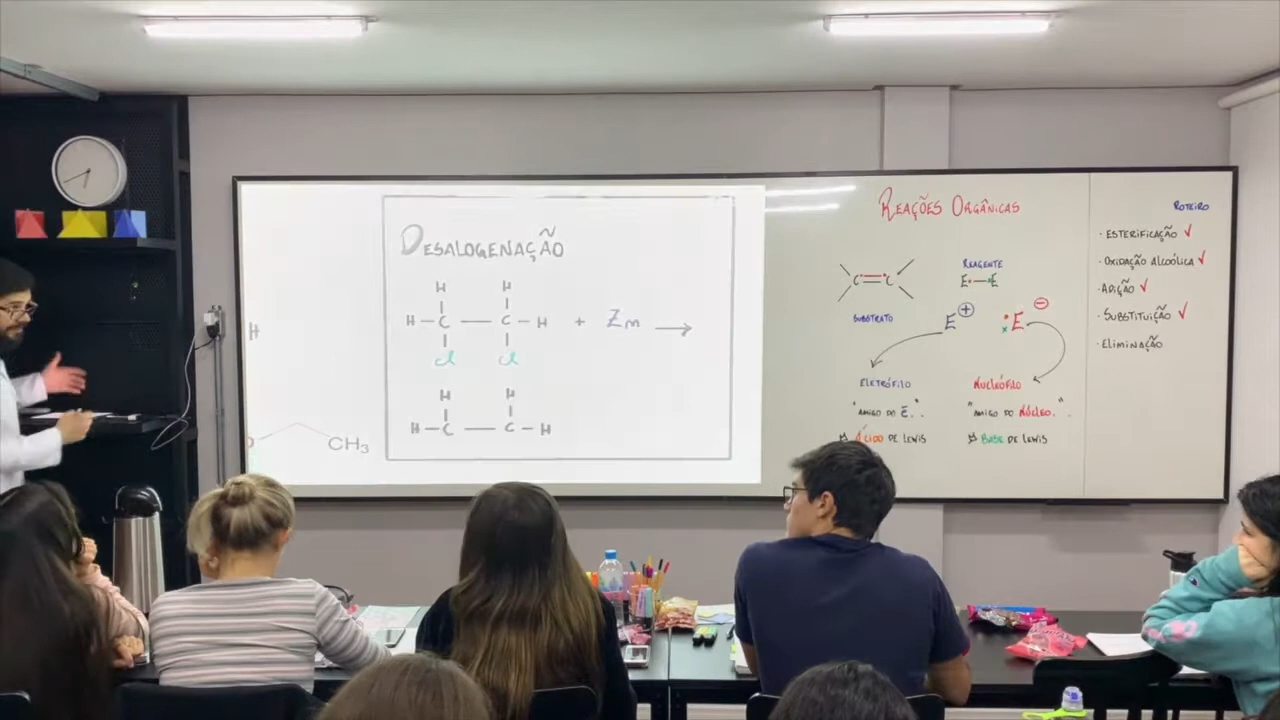 DESALOGENAÇÃO
H H
H – C — C – H + Zn →
Cl Cl
H H
H – C — C – H
H
CH₃
REAÇÕES ORGÂNICAS
C = C
SUBSTRATO
REAGENTE
E — E
E +
E −
ELETRÓFILO
"AMIGO DO E⁻."
ÁCIDO DE LEWIS
NUCLEÓFILO
"AMIGO DO NÚCLEO."
BASE DE LEWIS
ROTEIRO
· ESTERIFICAÇÃO ✓
· OXIDAÇÃO ALCOÓLICA ✓
· ADIÇÃO ✓
· SUBSTITUIÇÃO ✓
· ELIMINAÇÃO